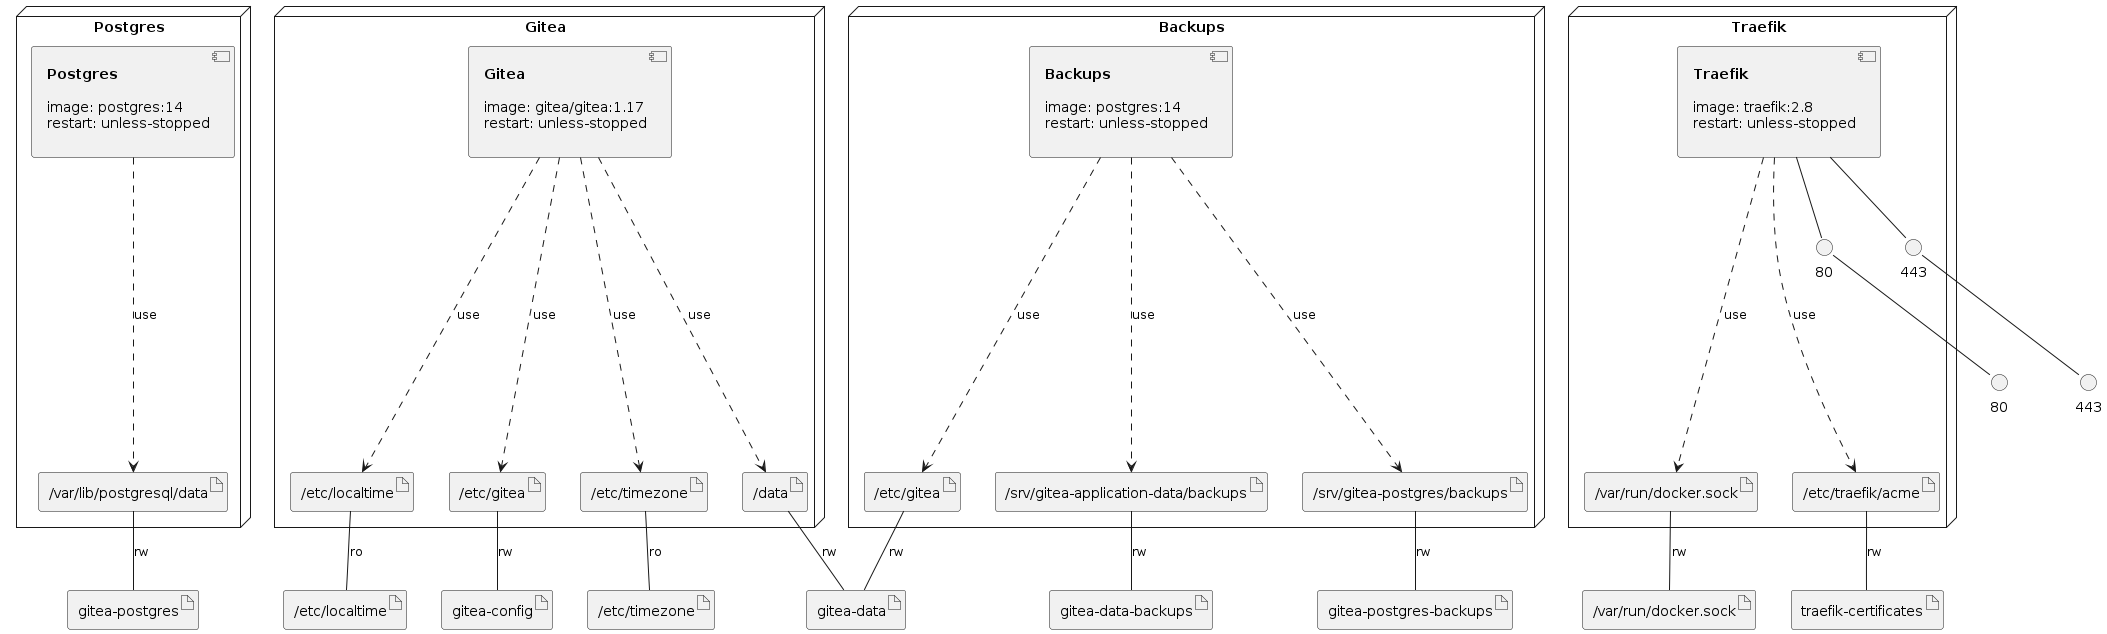 Postgres
Postgres
image: postgres:14
restart: unless-stopped
use
/var/lib/postgresql/data
rw
gitea-postgres
Gitea
Gitea
image: gitea/gitea:1.17
restart: unless-stopped
use
use
use
use
/etc/localtime
/etc/gitea
/etc/timezone
/data
ro
rw
ro
rw
/etc/localtime
gitea-config
/etc/timezone
gitea-data
Backups
Backups
image: postgres:14
restart: unless-stopped
use
use
use
/etc/gitea
/srv/gitea-application-data/backups
/srv/gitea-postgres/backups
rw
rw
rw
gitea-data-backups
gitea-postgres-backups
Traefik
Traefik
image: traefik:2.8
restart: unless-stopped
80
443
use
use
80
443
/var/run/docker.sock
/etc/traefik/acme
rw
rw
/var/run/docker.sock
traefik-certificates